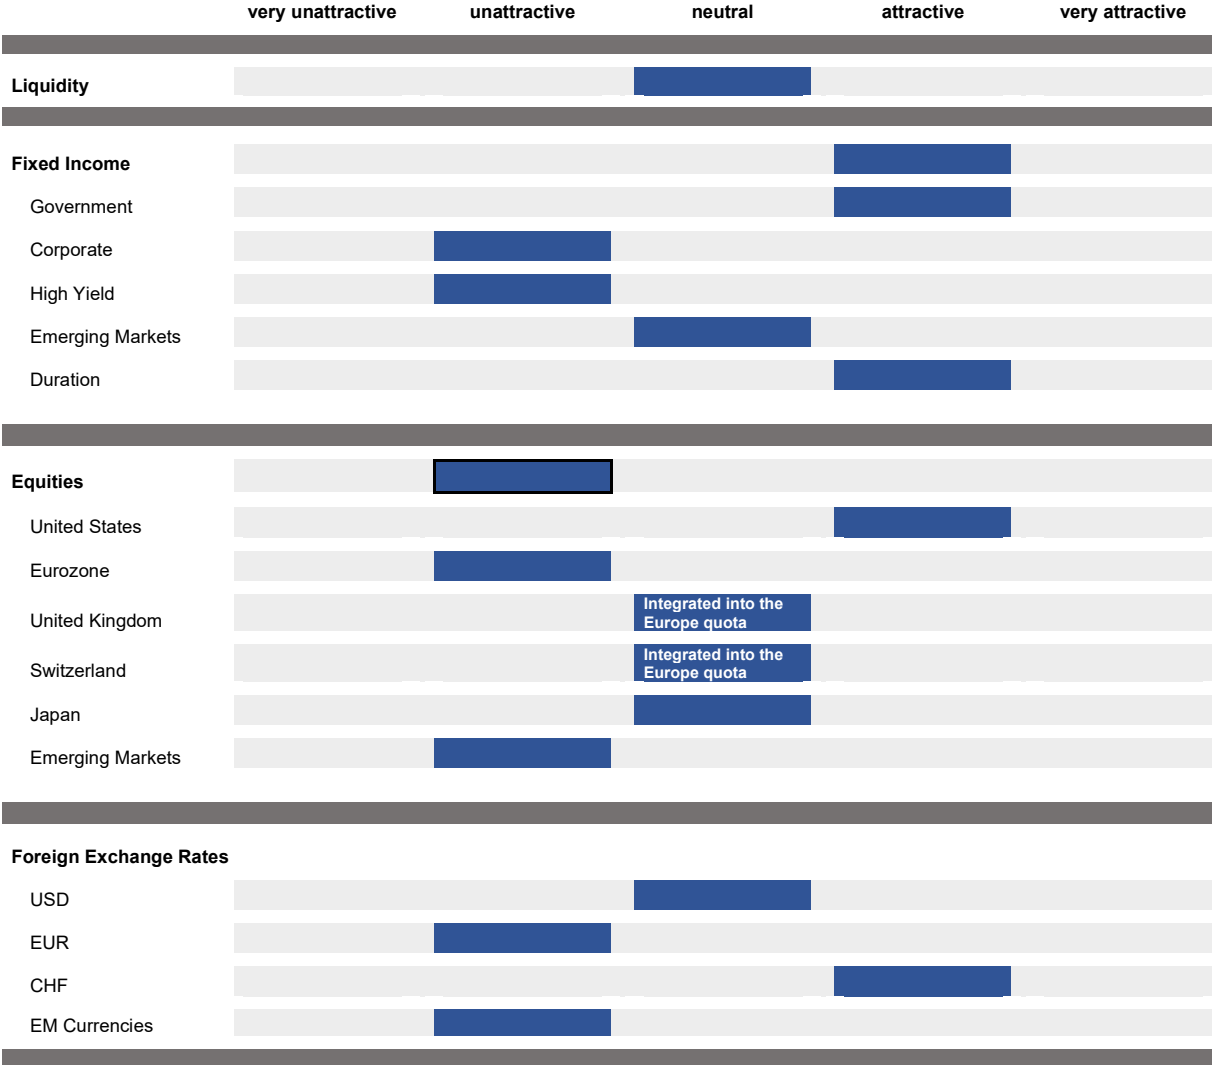 very unattractive unattractive neutral attractive very attractive
Liquidity
Fixed Income
Government
Corporate
High Yield
Emerging Markets
Duration
Equities
United States
Eurozone
United Kingdom
Integrated into the
Europe quota
Switzerland
Integrated into the
Europe quota
Japan
Emerging Markets
Foreign Exchange Rates
USD
EUR
CHF
EM Currencies